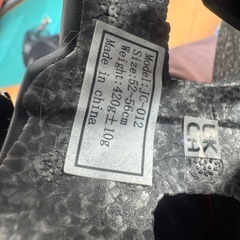 Model:JC-012
Size:52-56cm
Weight:420g±10g
Made in china
UK
CA